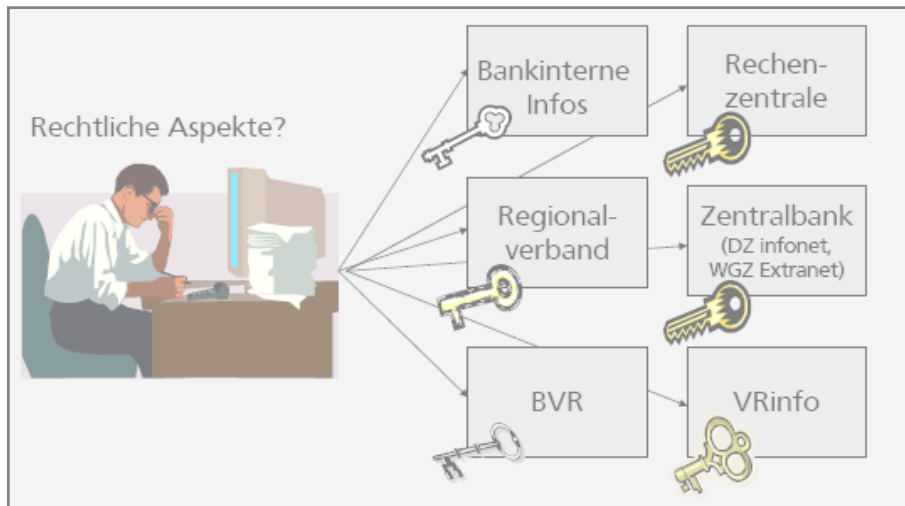 Rechtliche Aspekte?
Bankinterne
Infos
Rechen-
zentrale
Regional-
verband
Zentralbank
(DZ infonet,
WGZ Extranet)
BVR
VRinfo